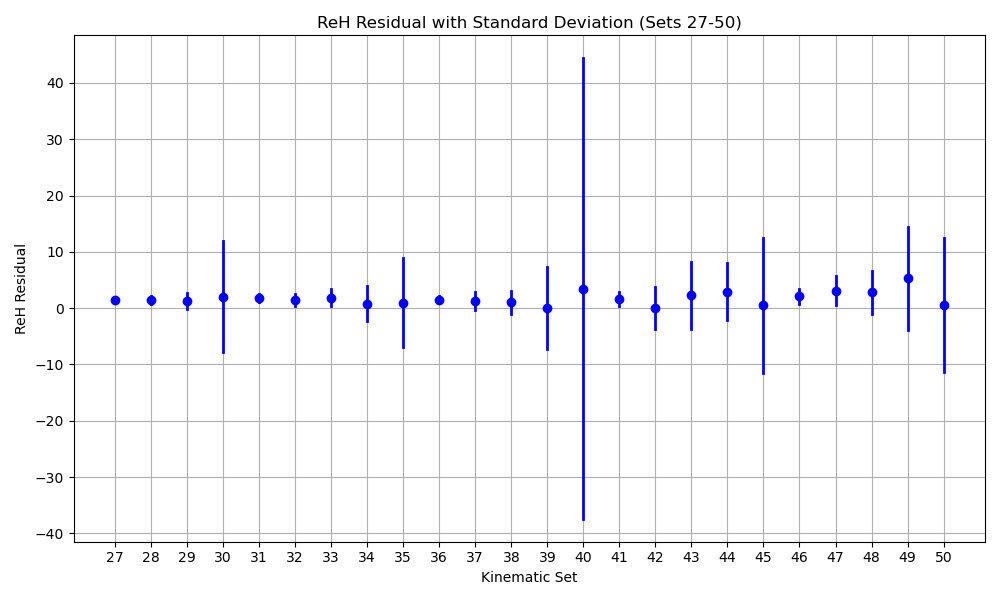 ReH Residual with Standard Deviation (Sets 27-50)
ReH Residual
40
30
20
10
0
−10
−20
−30
−40
27 28 29 30 31 32 33 34 35 36 37 38 39 40 41 42 43 44 45 46 47 48 49 50
Kinematic Set